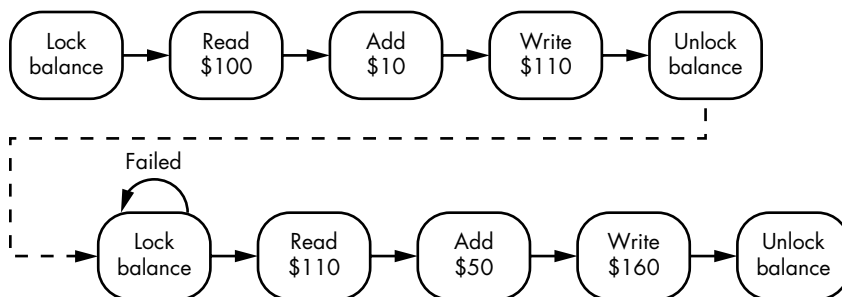 Lock
balance
Read
$100
Add
$10
Write
$110
Unlock
balance
Failed
Lock
balance
Read
$110
Add
$50
Write
$160
Unlock
balance